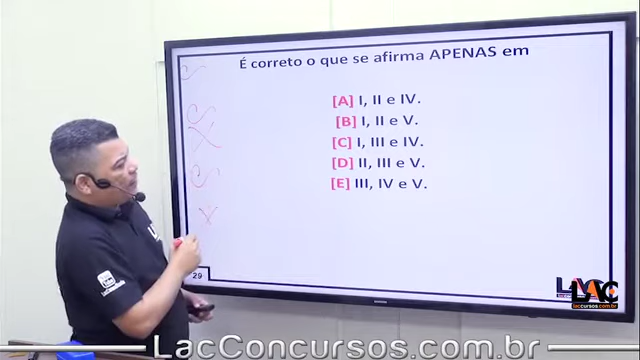 É correto o que se afirma APENAS em
[A] I, II e IV.
[B] I, II e V.
[C] I, III e IV.
[D] II, III e V.
[E] III, IV e V.
29
LAC
laccursos.com.br
LacConcursos.com.br